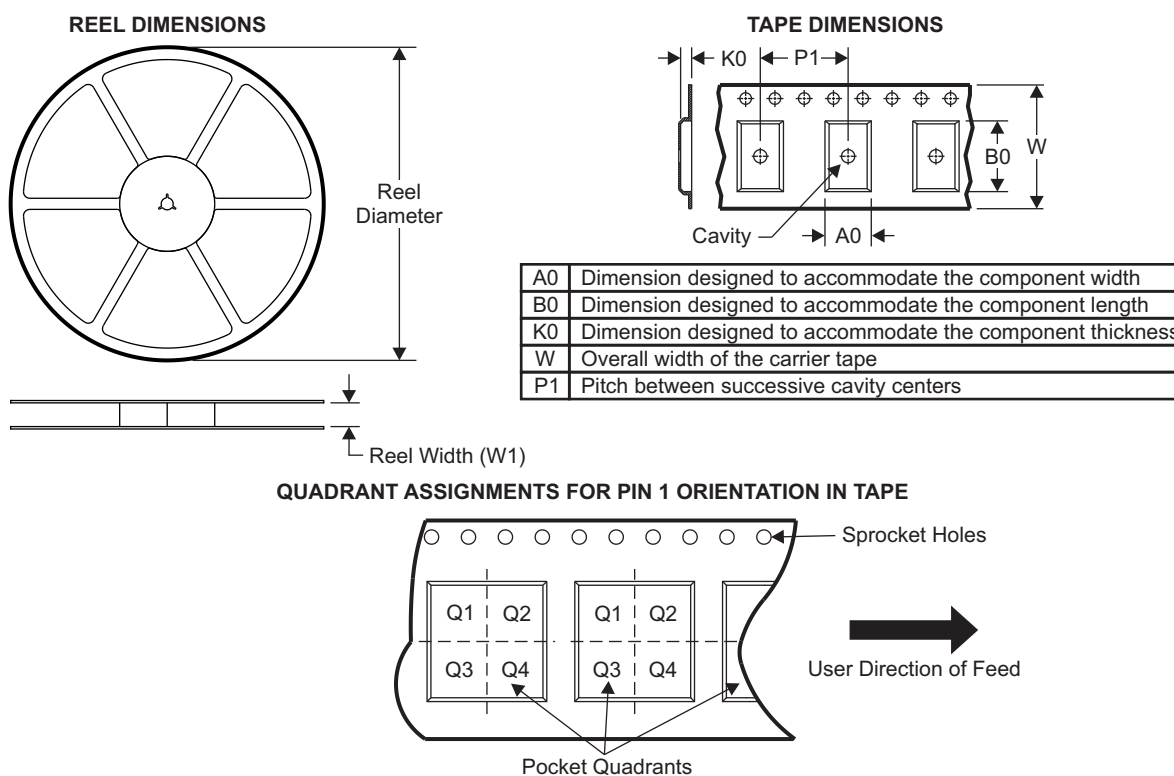 REEL DIMENSIONS
TAPE DIMENSIONS
K0
P1
B0
W
Reel
Diameter
Cavity
A0
A0 Dimension designed to accommodate the component width
B0 Dimension designed to accommodate the component length
K0 Dimension designed to accommodate the component thickness
W Overall width of the carrier tape
P1 Pitch between successive cavity centers
Reel Width (W1)
QUADRANT ASSIGNMENTS FOR PIN 1 ORIENTATION IN TAPE
Sprocket Holes
Q1 Q2 Q1 Q2
Q3 Q4 Q3 Q4
User Direction of Feed
Pocket Quadrants